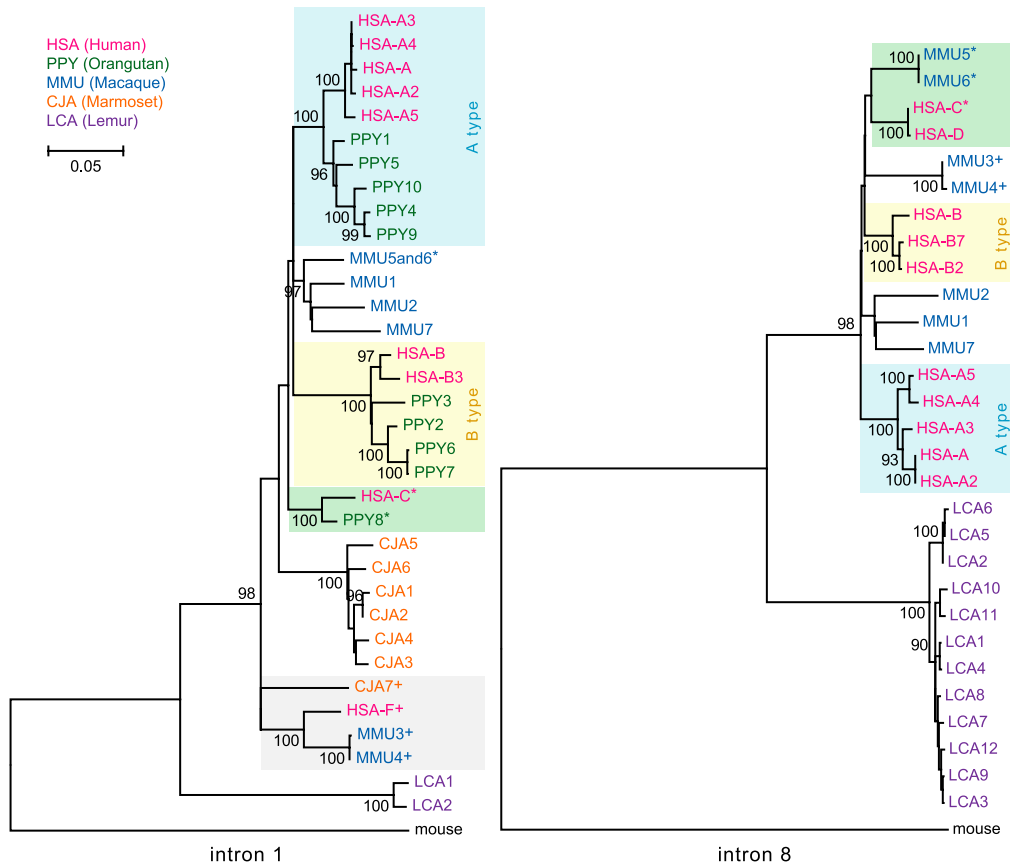 HSA (Human)
PPY (Orangutan)
MMU (Macaque)
CJA (Marmoset)
LCA (Lemur)
0.05
HSA-A3
HSA-A4
HSA-A
HSA-A2
HSA-A5
100
100
PPY1
PPY5
96
PPY10
PPY4
100
PPY9
99
A type
MMU5and6*
MMU1
97
MMU2
MMU7
HSA-B
97
HSA-B3
PPY3
100
PPY2
PPY6
100
PPY7
100
B type
HSA-C*
PPY8*
100
CJA5
CJA6
100
CJA1
96
CJA2
CJA4
CJA3
98
CJA7+
HSA-F+
MMU3+
100
MMU4+
100
LCA1
LCA2
100
mouse
intron 1
MMU5*
100
MMU6*
HSA-C*
HSA-D
100
MMU3+
MMU4+
100
HSA-B
HSA-B7
100
HSA-B2
100
B type
MMU2
MMU1
98
MMU7
HSA-A5
100
HSA-A4
HSA-A3
100
HSA-A
93
HSA-A2
100
A type
LCA6
100
LCA5
LCA2
LCA10
LCA11
100
LCA1
90
LCA4
LCA8
LCA7
LCA12
LCA9
LCA3
mouse
intron 8